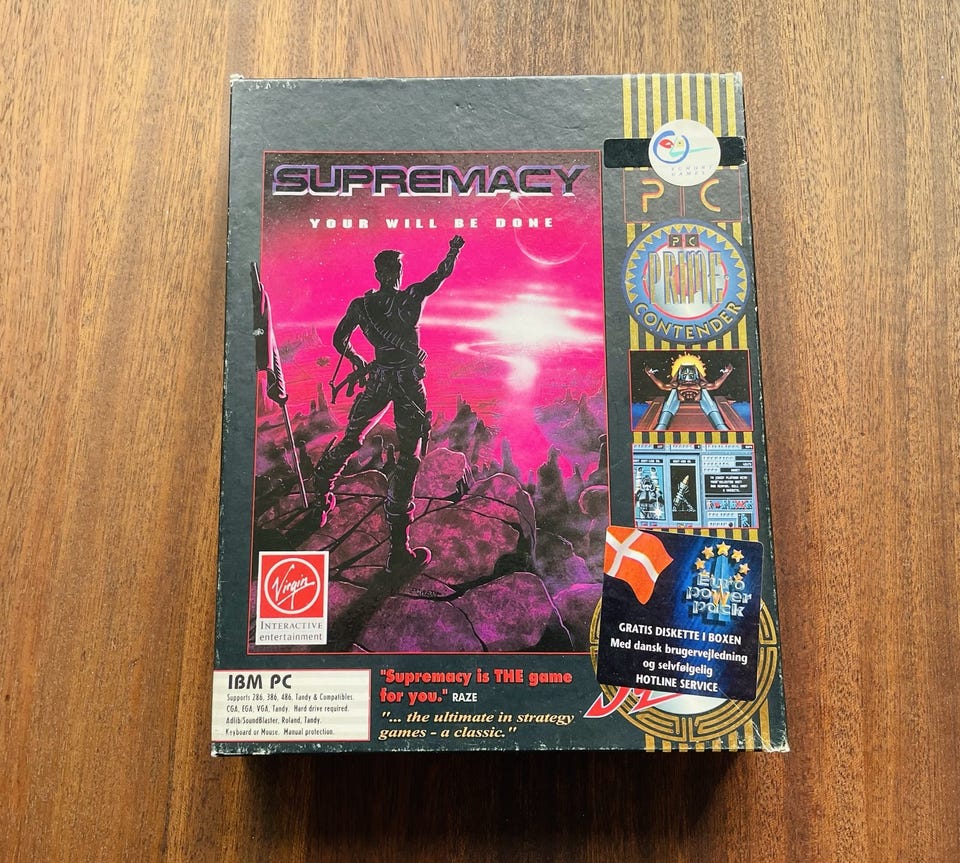 SUPREMACY
YOUR WILL BE DONE
Virgin
INTERACTIVE
entertainment
IBM PC
Supports 286, 386, 486, Tandy & Compatibles.
CGA, EGA, VGA, Tandy. Hard drive required.
Adlib/SoundBlaster, Roland, Tandy.
Keyboard or Mouse. Manual protection.
"Supremacy is THE game
for you." RAZE
"... the ultimate in strategy
games - a classic."
GAMES
PC
PC
PRIME
CONTENDER
Euro
power
pack
GRATIS DISKETTE I BOXEN
Med dansk brugervejledning
og selvfølgelig
HOTLINE SERVICE